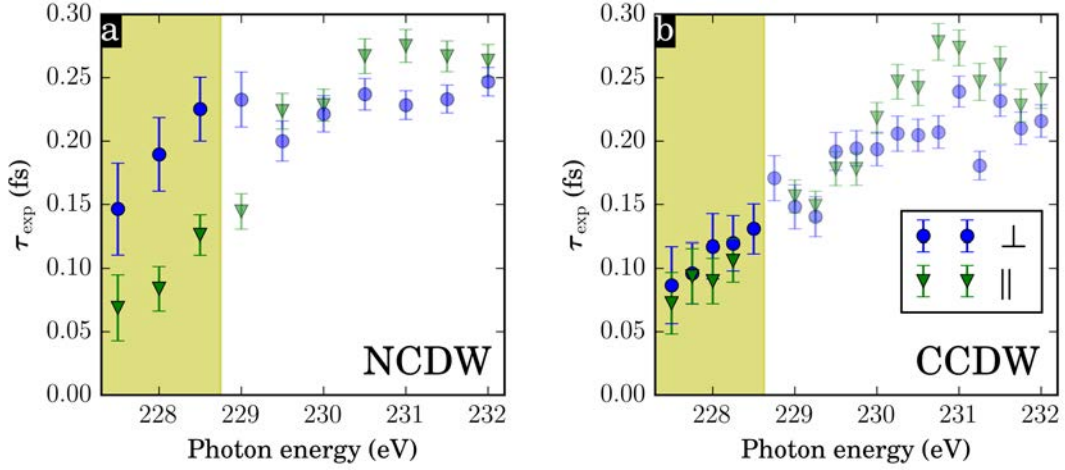 a
0.30
0.25
0.20
0.15
0.10
0.05
0.00
τexp (fs)
228 229 230 231 232
Photon energy (eV)
NCDW
b
0.30
0.25
0.20
0.15
0.10
0.05
0.00
τexp (fs)
228 229 230 231 232
Photon energy (eV)
⊥
||
CCDW